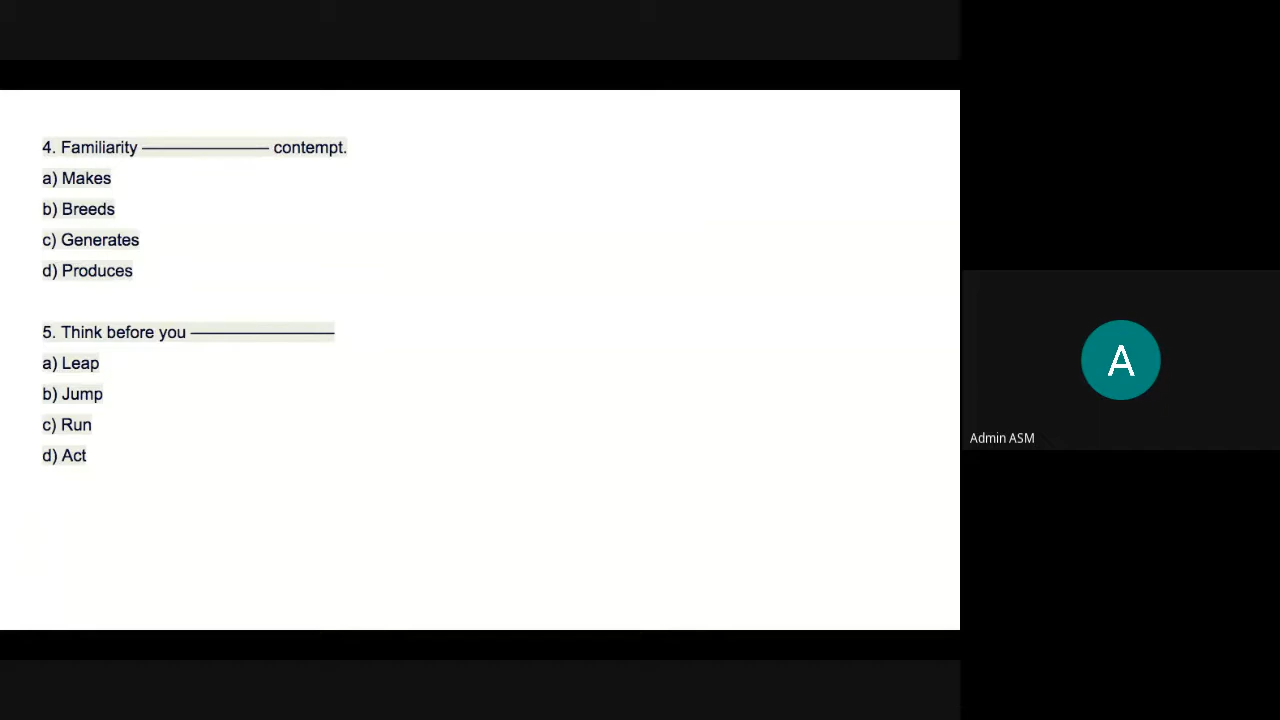 4. Familiarity —————— contempt.
a) Makes
b) Breeds
c) Generates
d) Produces
5. Think before you ——————
a) Leap
b) Jump
c) Run
d) Act
A
Admin ASM